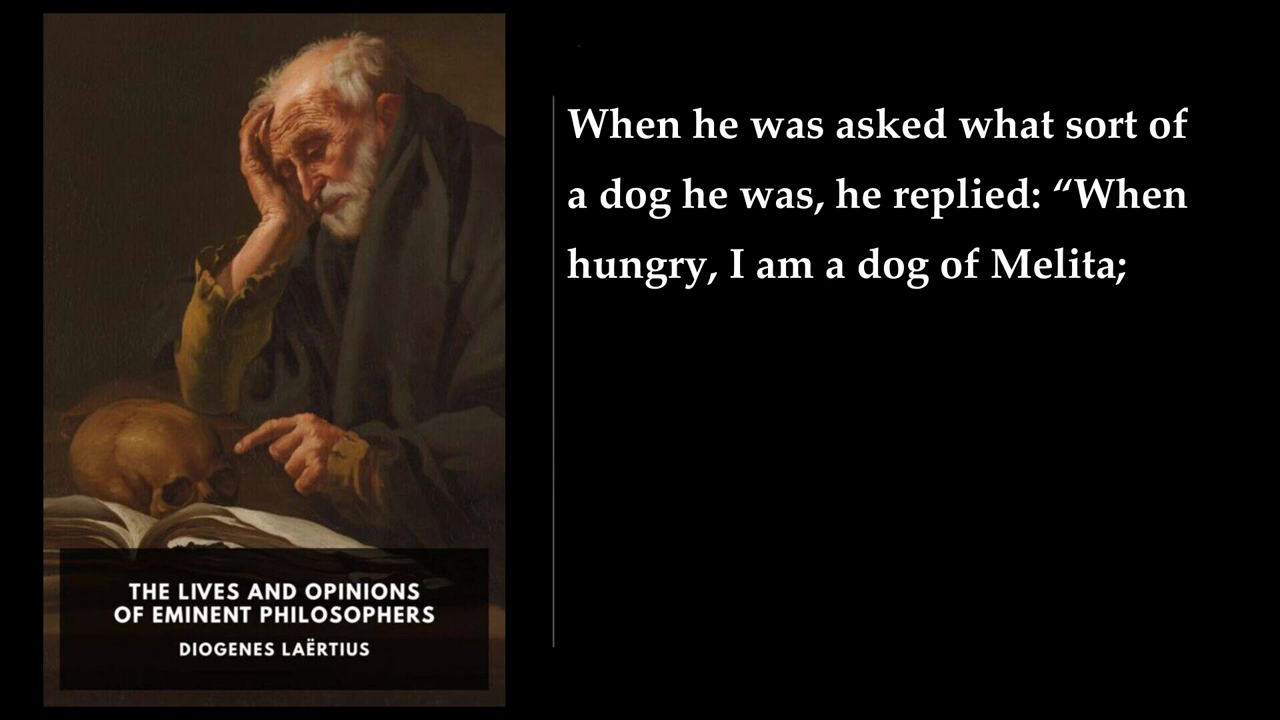 When he was asked what sort of
a dog he was, he replied: “When
hungry, I am a dog of Melita;
THE LIVES AND OPINIONS
OF EMINENT PHILOSOPHERS
DIOGENES LAËRTIUS